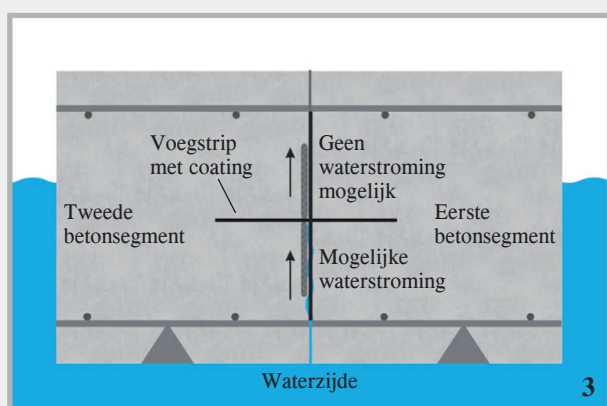 Voegstrip
met coating
Geen
waterstroming
mogelijk
Tweede
betonsegment
Eerste
betonsegment
Mogelijke
waterstroming
Waterzijde
3